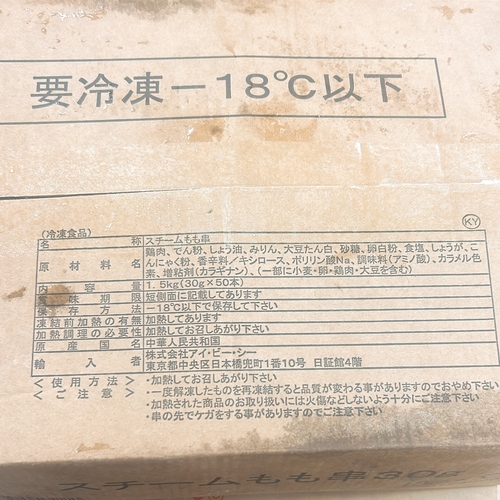 要冷凍－18℃以下
KY
(冷凍食品)
名 称 スチームもも串
原 材 料 名 鶏肉、でん粉、しょう油、みりん、大豆たん白、砂糖、卵白粉、食塩、しょうが、こ
んにゃく粉、香辛料／キシロース、ポリリン酸Na、調味料(アミノ酸)、カラメル色
素、増粘剤(カラギナン)、(一部に小麦・卵・鶏肉・大豆を含む)
内 容 量 1.5kg(30g×50本)
賞 味 期 限 短側面に記載してあります
保 存 方 法 －18℃以下で保存して下さい
凍結前加熱の有無 加熱してあります
加熱調理の必要性 加熱してお召しあがり下さい
原 産 国 名 中華人民共和国
輸 入 者 株式会社アイ・ビー・シー
東京都中央区日本橋兜町1番10号 日証館4階
＜使用方法＞ ・加熱してお召しあがり下さい
＜ご注意＞ ・一度解凍したものを再凍結すると品質が変わる事がありますのでおやめ下さい
・加熱された商品のお取り扱いには火傷などしないよう十分にご注意下さい
・串の先でケガをする事がありますのでご注意下さい
スチームもも串30g